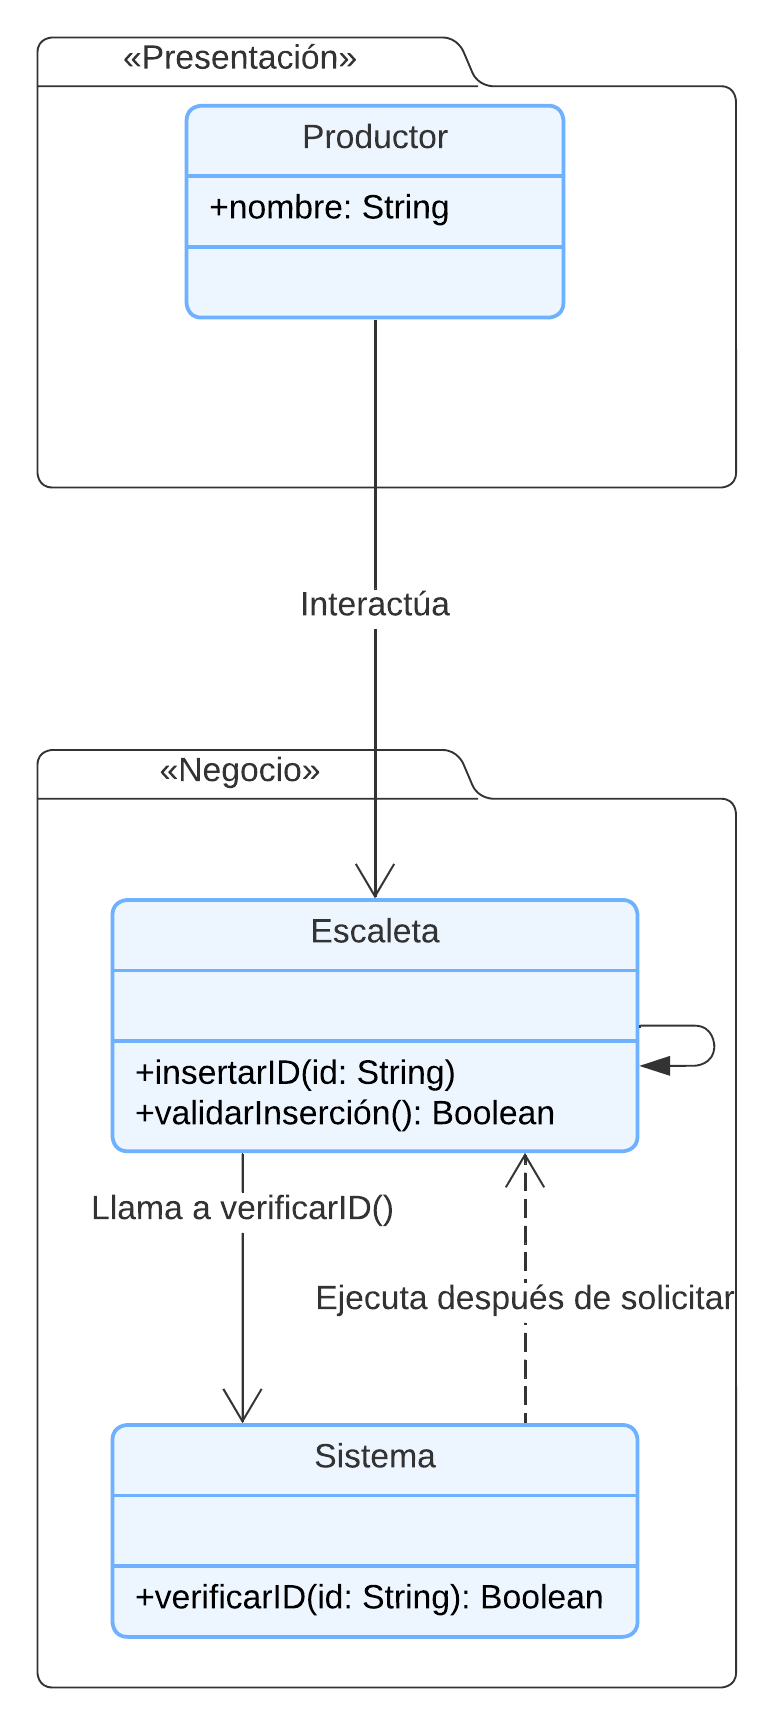 «Presentación»
Productor
+nombre: String
Interactúa
«Negocio»
Escaleta
+insertarID(id: String)
+validarInserción(): Boolean
Llama a verificarID()
Ejecuta después de solicitar
Sistema
+verificarID(id: String): Boolean